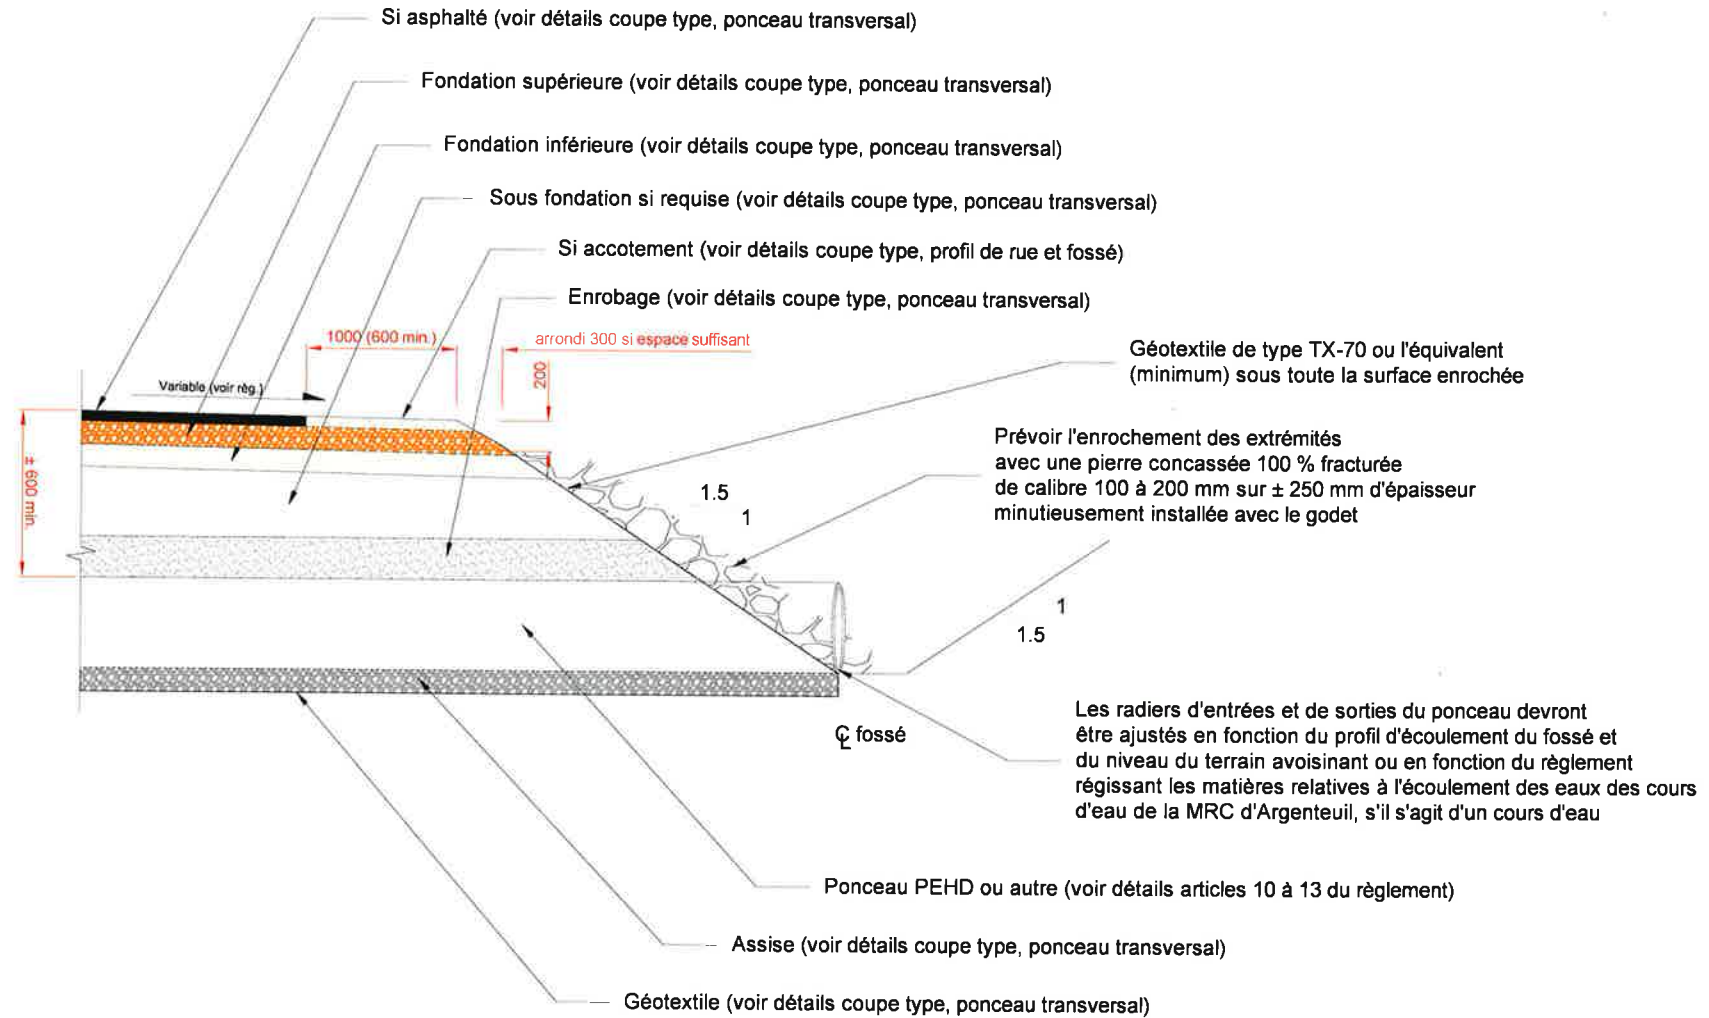 Si asphalté (voir détails coupe type, ponceau transversal)
Fondation supérieure (voir détails coupe type, ponceau transversal)
Fondation inférieure (voir détails coupe type, ponceau transversal)
Sous fondation si requise (voir détails coupe type, ponceau transversal)
Si accotement (voir détails coupe type, profil de rue et fossé)
Enrobage (voir détails coupe type, ponceau transversal)
1000 (600 min.)
arrondi 300 si espace suffisant
200
Variable (voir règ.)
± 600 min.
Géotextile de type TX-70 ou l'équivalent
(minimum) sous toute la surface enrochée
Prévoir l'enrochement des extrémités
avec une pierre concassée 100 % fracturée
de calibre 100 à 200 mm sur ± 250 mm d'épaisseur
minutieusement installée avec le godet
1.5
1
1
1.5
℄ fossé
Les radiers d'entrées et de sorties du ponceau devront
être ajustés en fonction du profil d'écoulement du fossé et
du niveau du terrain avoisinant ou en fonction du règlement
régissant les matières relatives à l'écoulement des eaux des cours
d'eau de la MRC d'Argenteuil, s'il s'agit d'un cours d'eau
Ponceau PEHD ou autre (voir détails articles 10 à 13 du règlement)
Assise (voir détails coupe type, ponceau transversal)
Géotextile (voir détails coupe type, ponceau transversal)